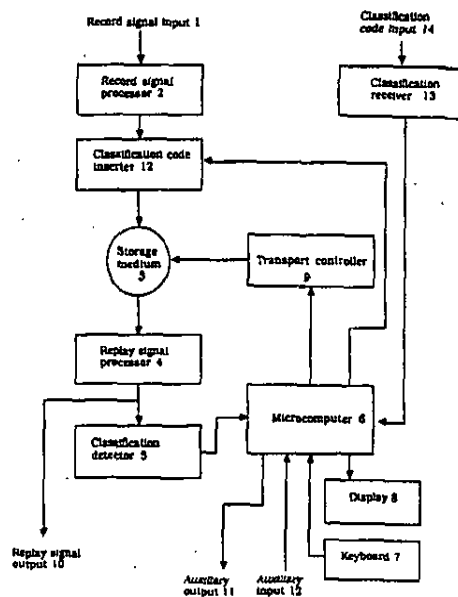 Record signal input 1
Classification
code input 14
Record signal
processor 2
Classification
receiver 13
Classification code
inserter 12
Storage
medium
3
Transport controller
9
Replay signal
processor 4
Microcomputer 6
Classification
detector 5
Display 8
Keyboard 7
Replay signal
output 10
Auxiliary
output 11
Auxiliary
input 12